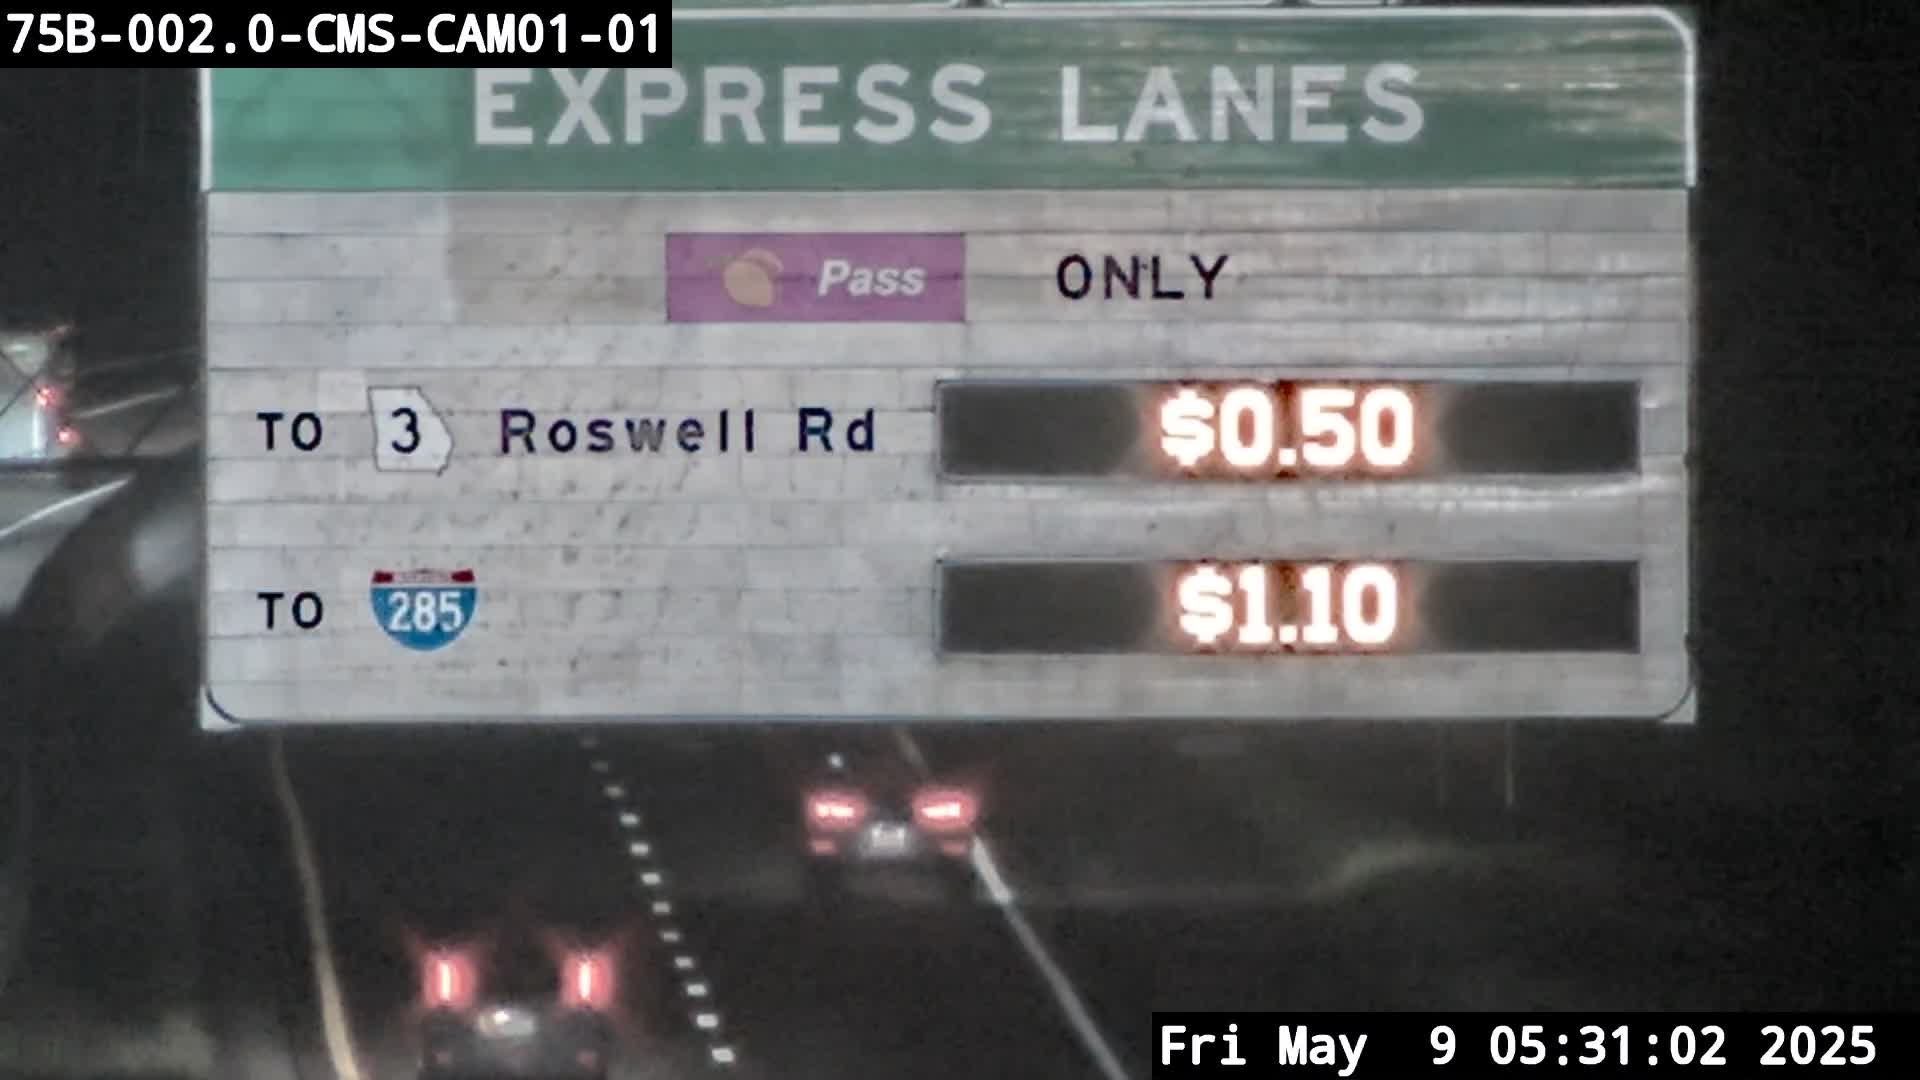 75B-002.0-CMS-CAM01-01
EXPRESS LANES
Pass ONLY
TO 3 Roswell Rd $0.50
TO 285 $1.10
Fri May 9 05:31:02 2025